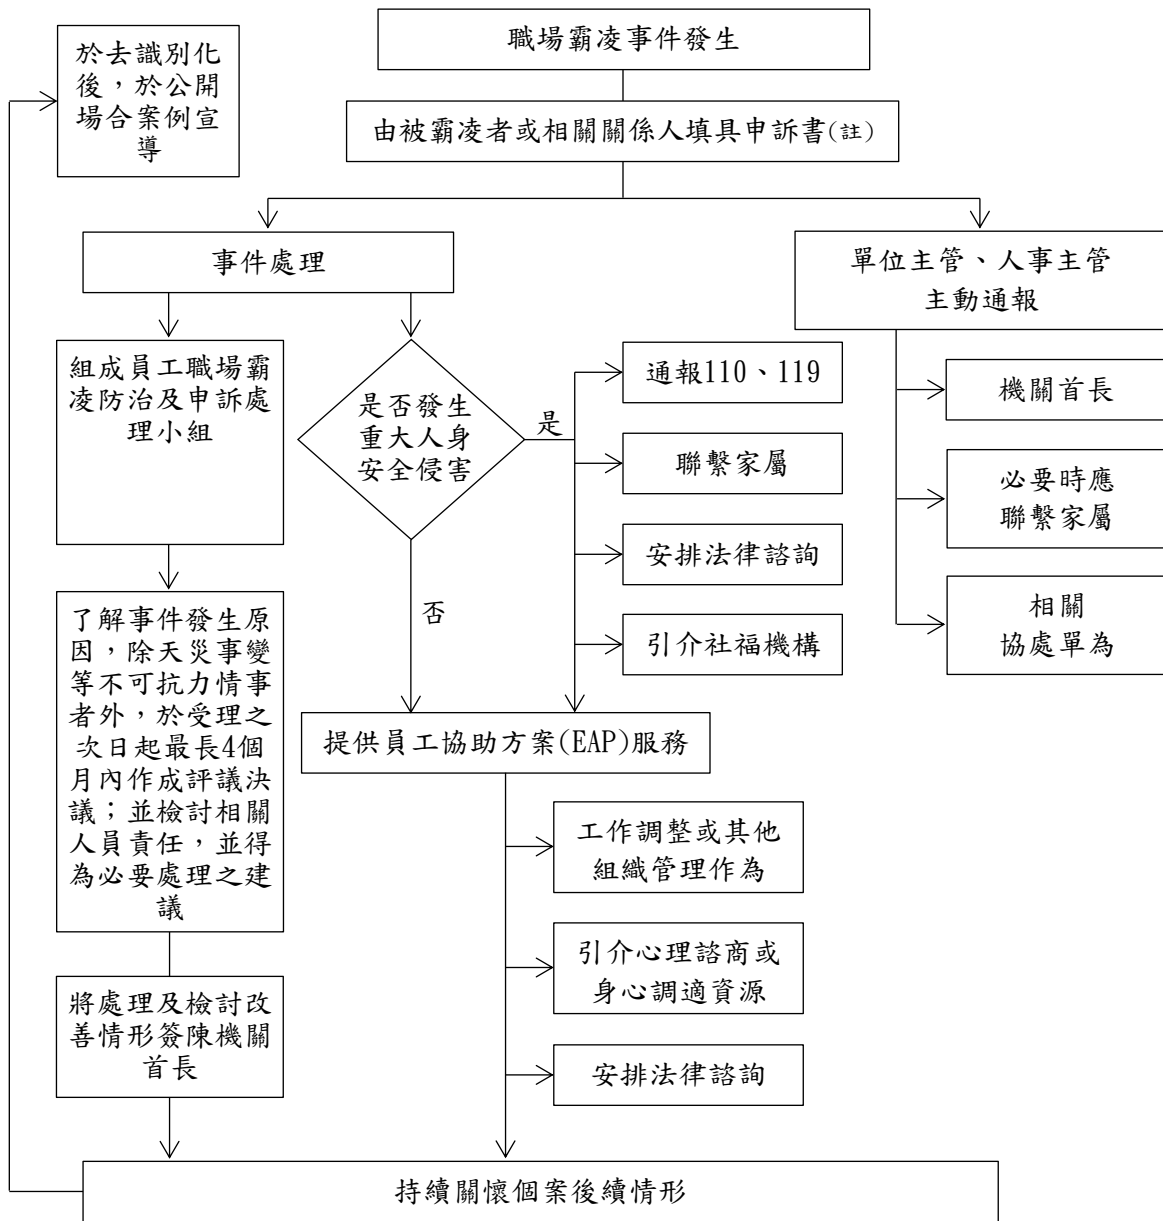 職場霸凌事件發生
於去識別化
後，於公開
場合案例宣
導
由被霸凌者或相關關係人填具申訴書(註)
事件處理
單位主管、人事主管
主動通報
組成員工職場霸
凌防治及申訴處
理小組
是否發生
重大人身
安全侵害
是
否
通報110、119
聯繫家屬
安排法律諮詢
引介社福機構
機關首長
必要時應
聯繫家屬
相關
協處單為
了解事件發生原
因，除天災事變
等不可抗力情事
者外，於受理之
次日起最長4個
月內作成評議決
議；並檢討相關
人員責任，並得
為必要處理之建
議
提供員工協助方案(EAP)服務
工作調整或其他
組織管理作為
引介心理諮商或
身心調適資源
安排法律諮詢
將處理及檢討改
善情形簽陳機關
首長
持續關懷個案後續情形